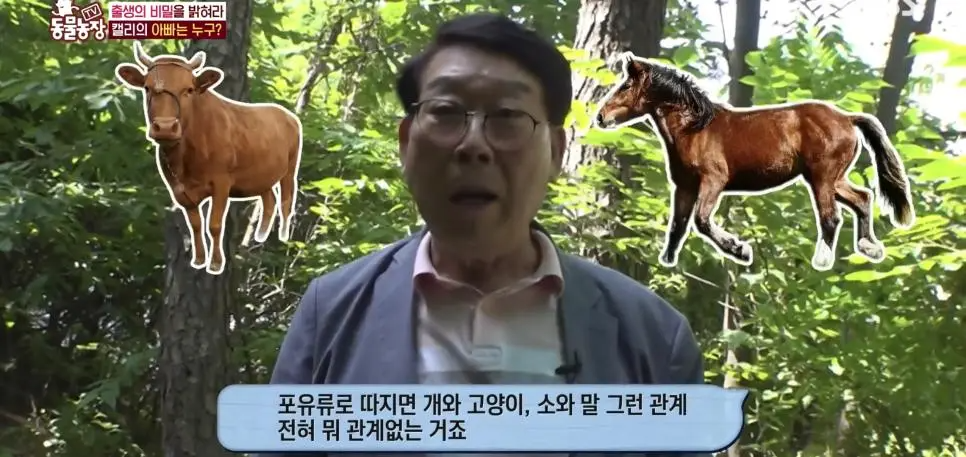 TV
동물농장
출생의 비밀을 밝혀라
캘리의 아빠는 누구?
포유류로 따지면 개와 고양이, 소와 말 그런 관계
전혀 뭐 관계없는 거죠